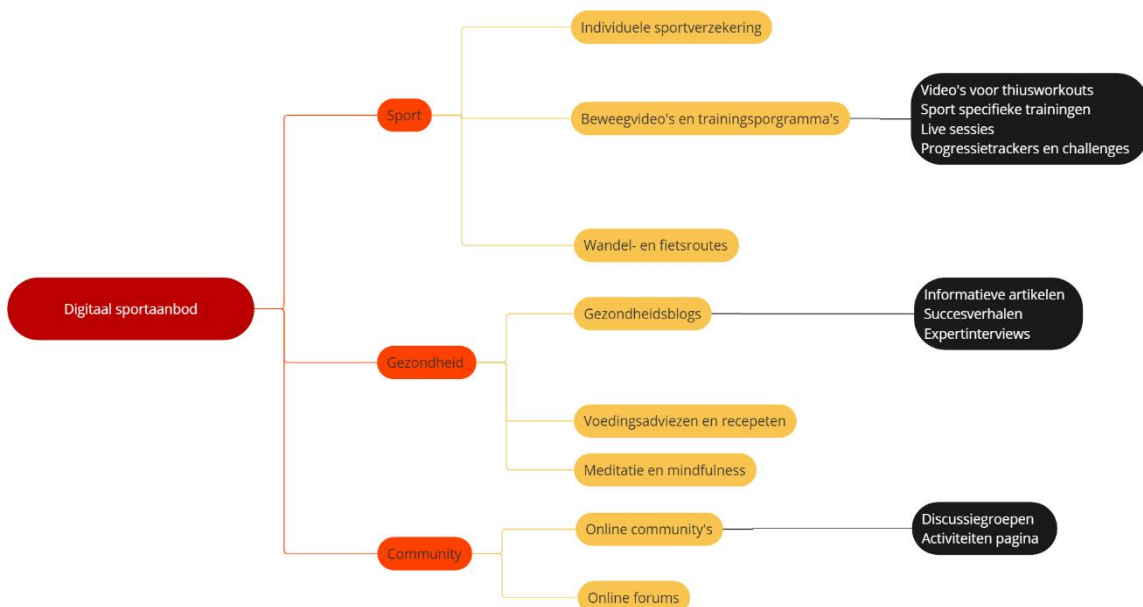 Digitaal sportaanbod
Sport
Individuele sportverzekering
Beweegvideo's en trainingsporgramma's
Video's voor thiusworkouts
Sport specifieke trainingen
Live sessies
Progressietrackers en challenges
Wandel- en fietsroutes
Gezondheid
Gezondheidsblogs
Informatieve artikelen
Succesverhalen
Expertinterviews
Voedingsadviezen en recepeten
Meditatie en mindfulness
Community
Online community's
Discussiegroepen
Activiteiten pagina
Online forums